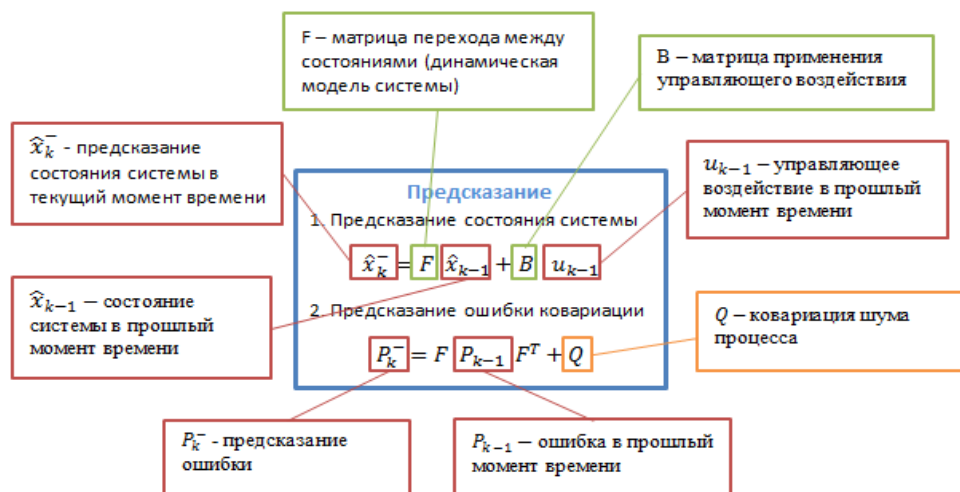 F – матрица перехода между
состояниями (динамическая
модель системы)
B – матрица применения
управляющего воздействия
x̂ₖ⁻ - предсказание
состояния системы в
текущий момент времени
uₖ₋₁ – управляющее
воздействие в прошлый
момент времени
Предсказание
1. Предсказание состояния системы
x̂ₖ⁻ = F x̂ₖ₋₁ + B uₖ₋₁
2. Предсказание ошибки ковариации
Pₖ⁻ = F Pₖ₋₁ Fᵀ + Q
x̂ₖ₋₁ – состояние
системы в прошлый
момент времени
Q – ковариация шума
процесса
Pₖ⁻ - предсказание
ошибки
Pₖ₋₁ – ошибка в прошлый
момент времени